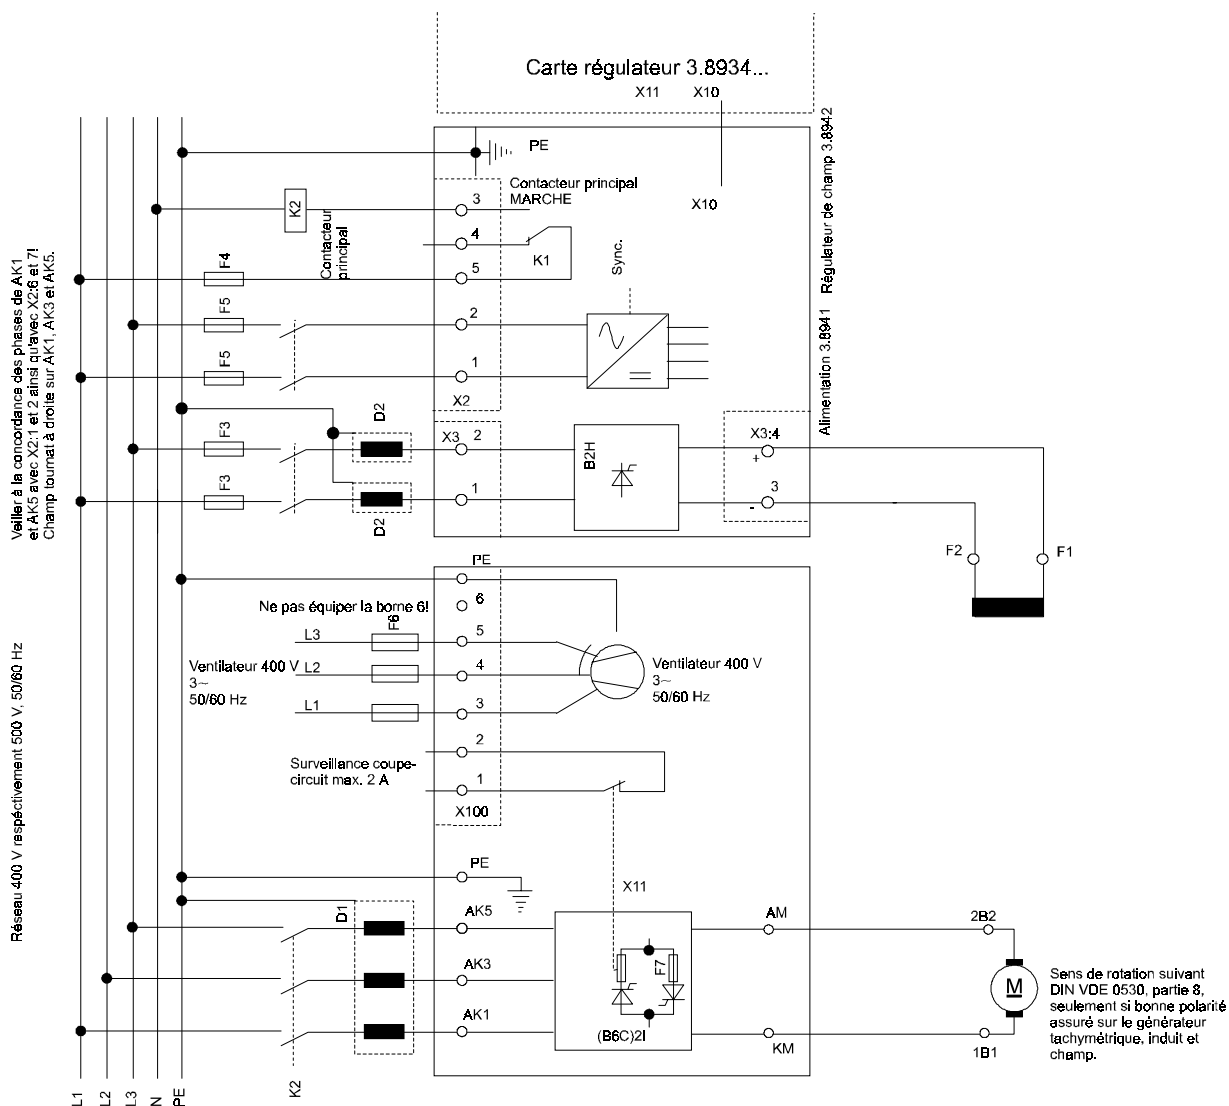 Carte régulateur 3.8934...
X11
X10
PE
Contacteur principal
MARCHE
X10
K2
3
Contacteur
principal
4
K1
Sync.
F4
5
F5
2
F5
1
X2
Régulateur de champ 3.8942
Alimentation 3.8941
Veiller à la concordance des phases de AK1
et AK5 avec X2:1 et 2 ainsi qu'avec X2:6 et 7!
Champ tournat à droite sur AK1, AK3 et AK5.
D2
F3
X3
2
B2H
X3:4
+
F3
1
3
-
D2
F2
F1
PE
Ne pas équiper la borne 6!
6
F6
L3
5
Ventilateur 400 V
3~
50/60 Hz
L2
4
Ventilateur 400 V
3~
50/60 Hz
L1
3
2
Surveillance coupe-
circuit max. 2 A
1
X100
Réseau 400 V respéctivement 500 V, 50/60 Hz
PE
X11
D1
AK5
AM
2B2
AK3
F7
M
AK1
(B6C)2I
KM
1B1
Sens de rotation suivant
DIN VDE 0530, partie 8,
seulement si bonne polarité
assuré sur le générateur
tachymétrique, induit et
champ.
K2
L1
L2
L3
N
PE